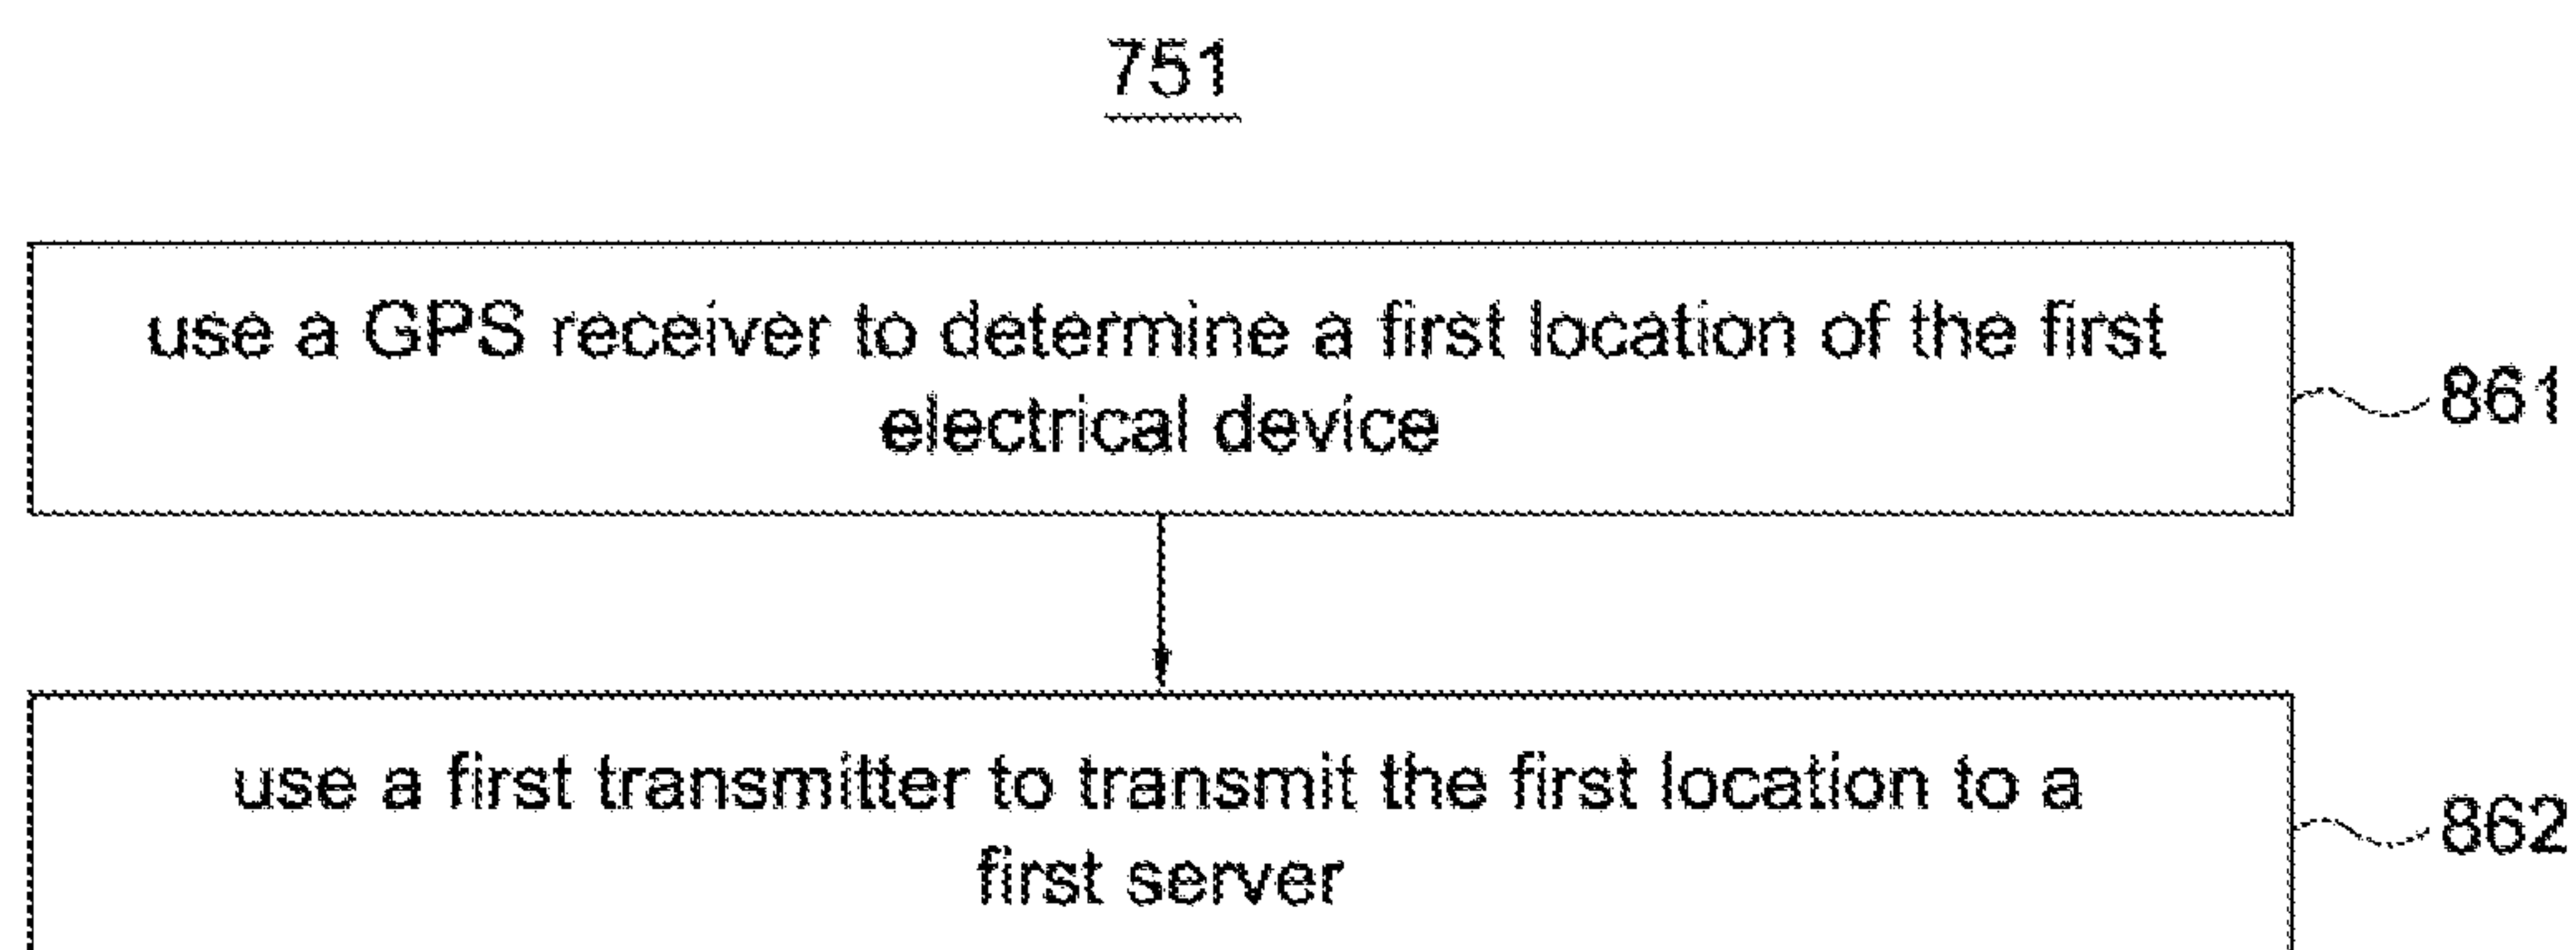 751
use a GPS receiver to determine a first location of the first
electrical device
861
use a first transmitter to transmit the first location to a
first server
862